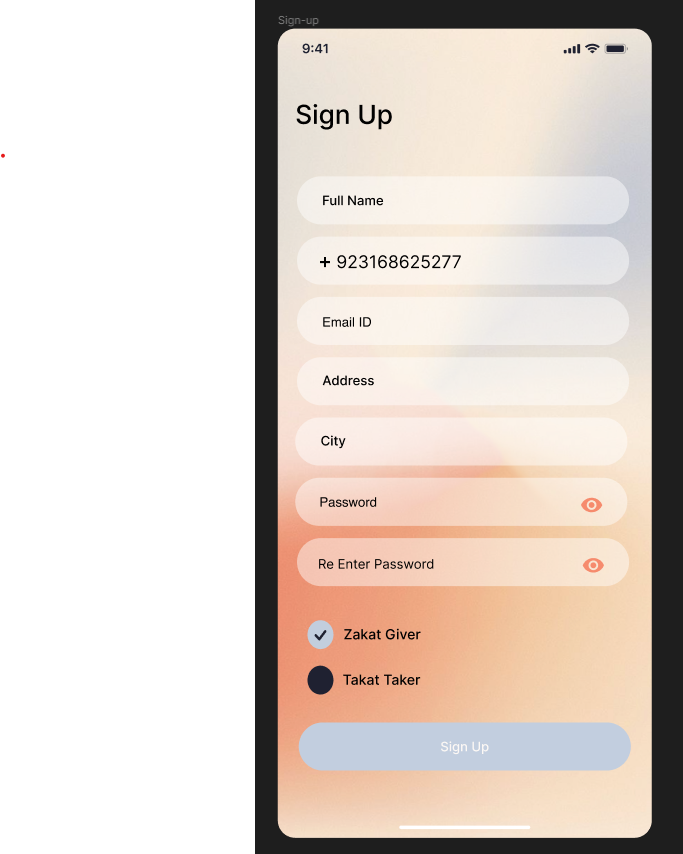 Sign-up
9:41
Sign Up
Full Name
+ 923168625277
Email ID
Address
City
Password
Re Enter Password
Zakat Giver
Takat Taker
Sign Up